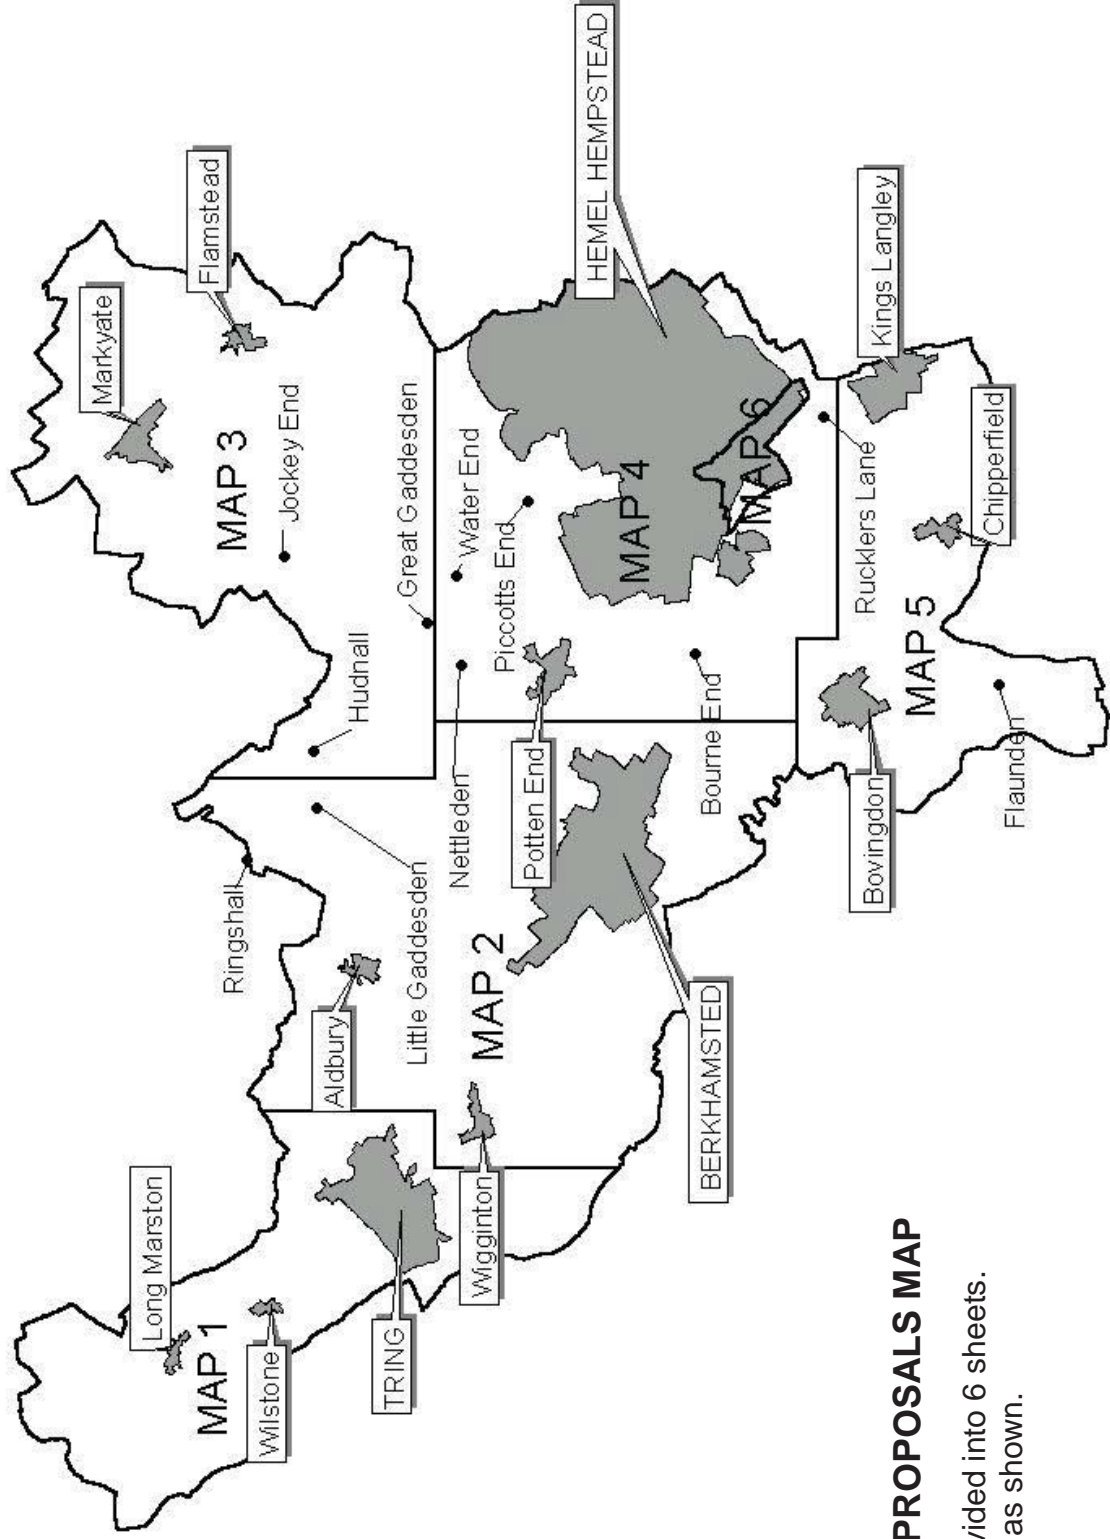 Long Marston
MAP 1
Wilstone
TRING
Wigginton
Aldbury
Ringshall
Little Gaddesden
MAP 2
BERKHAMSTED
Hudnall
Markyate
Flamstead
MAP 3
Jockey End
Great Gaddesden
Nettleden
Water End
Piccotts End
Potten End
MAP 4
HEMEL HEMPSTEAD
MAP 6
Bourne End
Rucklers Lane
Kings Langley
Chipperfield
MAP 5
Bovingdon
Flaunden
PROPOSALS MAP
vided into 6 sheets.
as shown.